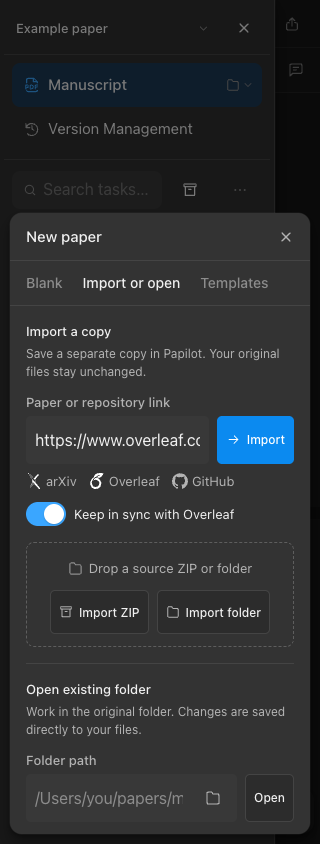 Example paper
PDF
Manuscript
Version Management
Search tasks...
New paper
Blank
Import or open
Templates
Import a copy
Save a separate copy in Papilot. Your original
files stay unchanged.
Paper or repository link
https://www.overleaf.cc
Import
arXiv
Overleaf
GitHub
Keep in sync with Overleaf
Drop a source ZIP or folder
Import ZIP
Import folder
Open existing folder
Work in the original folder. Changes are saved
directly to your files.
Folder path
/Users/you/papers/m
Open